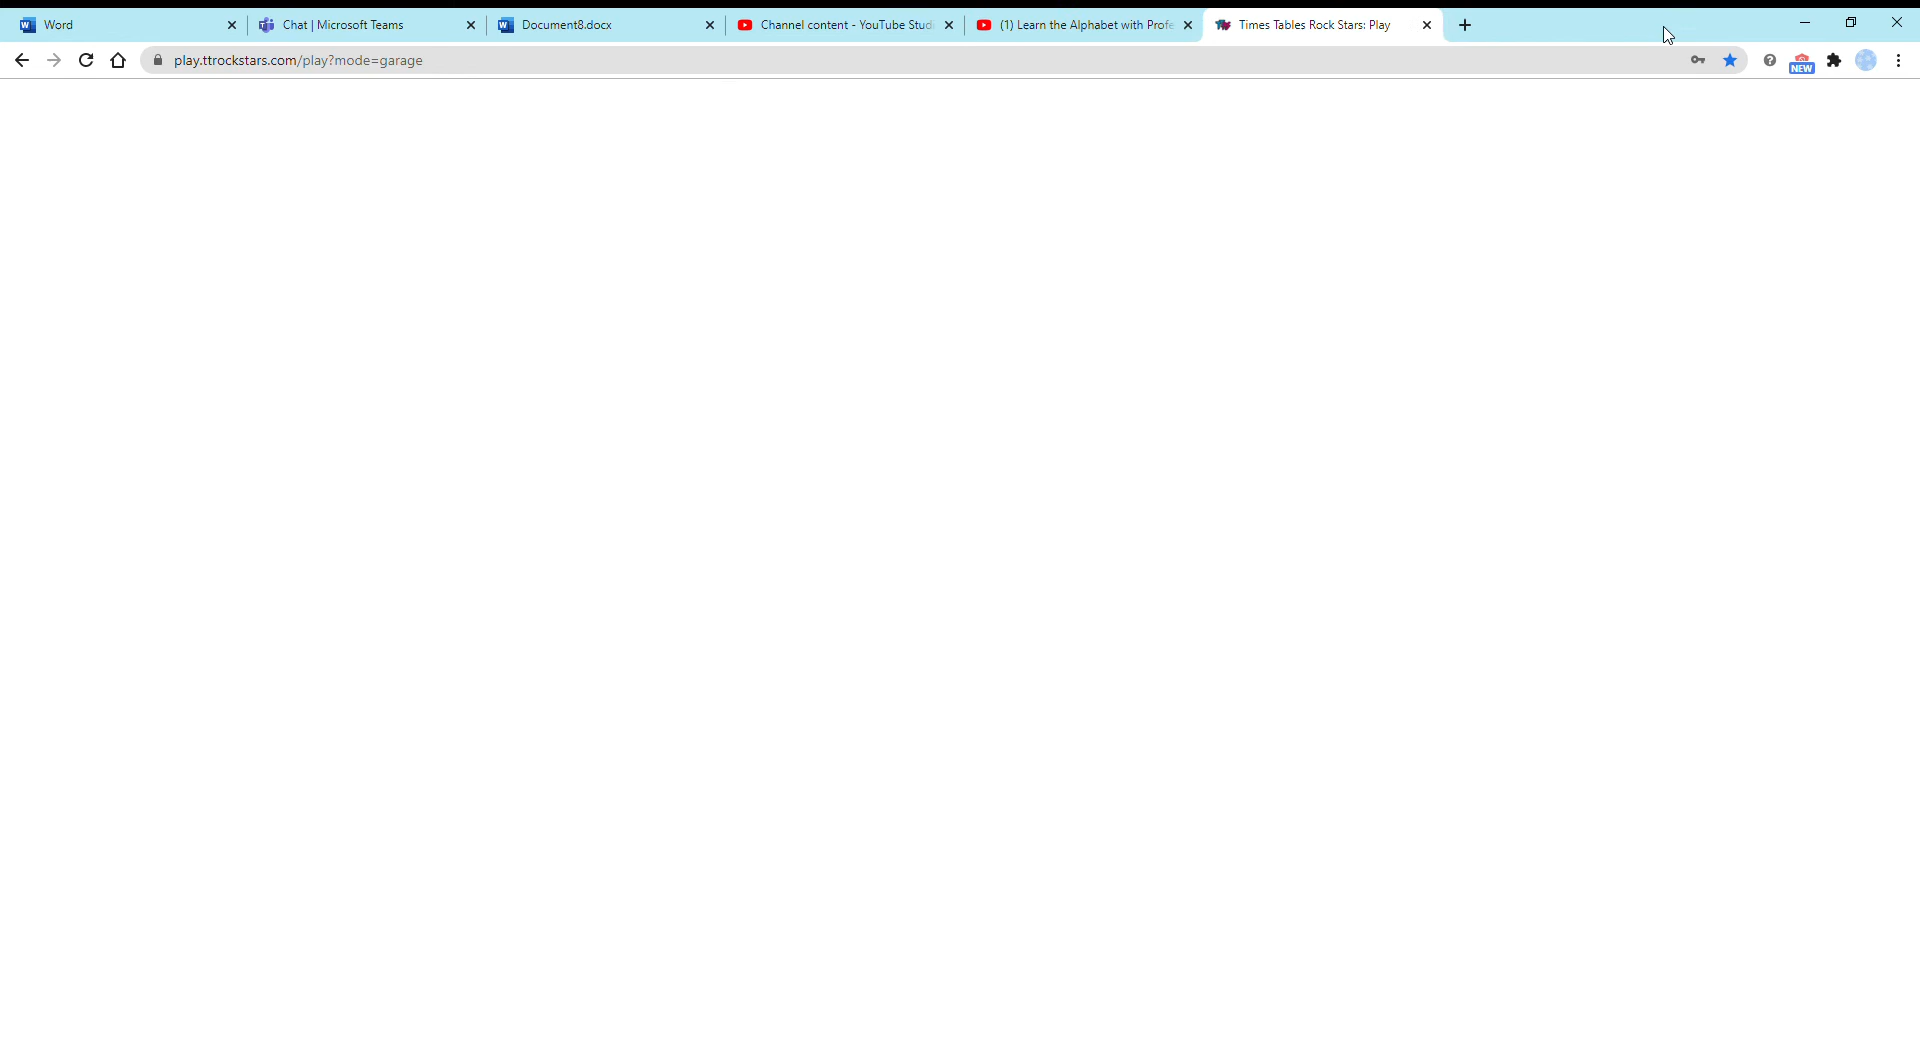 Word
Chat | Microsoft Teams
Document8.docx
Channel content - YouTube Stud
(1) Learn the Alphabet with Profe
Times Tables Rock Stars: Play
play.ttrockstars.com/play?mode=garage
NEW